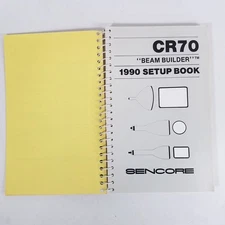 CR70
"BEAM BUILDER"™
1990 SETUP BOOK
SENCORE